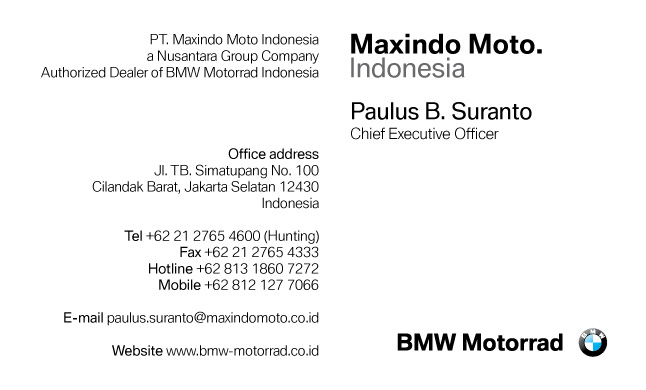 PT. Maxindo Moto Indonesia
a Nusantara Group Company
Authorized Dealer of BMW Motorrad Indonesia
Office address
Jl. TB. Simatupang No. 100
Cilandak Barat, Jakarta Selatan 12430
Indonesia
Tel +62 21 2765 4600 (Hunting)
Fax +62 21 2765 4333
Hotline +62 813 1860 7272
Mobile +62 812 127 7066
E-mail paulus.suranto@maxindomoto.co.id
Website www.bmw-motorrad.co.id
Maxindo Moto.
Indonesia
Paulus B. Suranto
Chief Executive Officer
BMW Motorrad
BMW